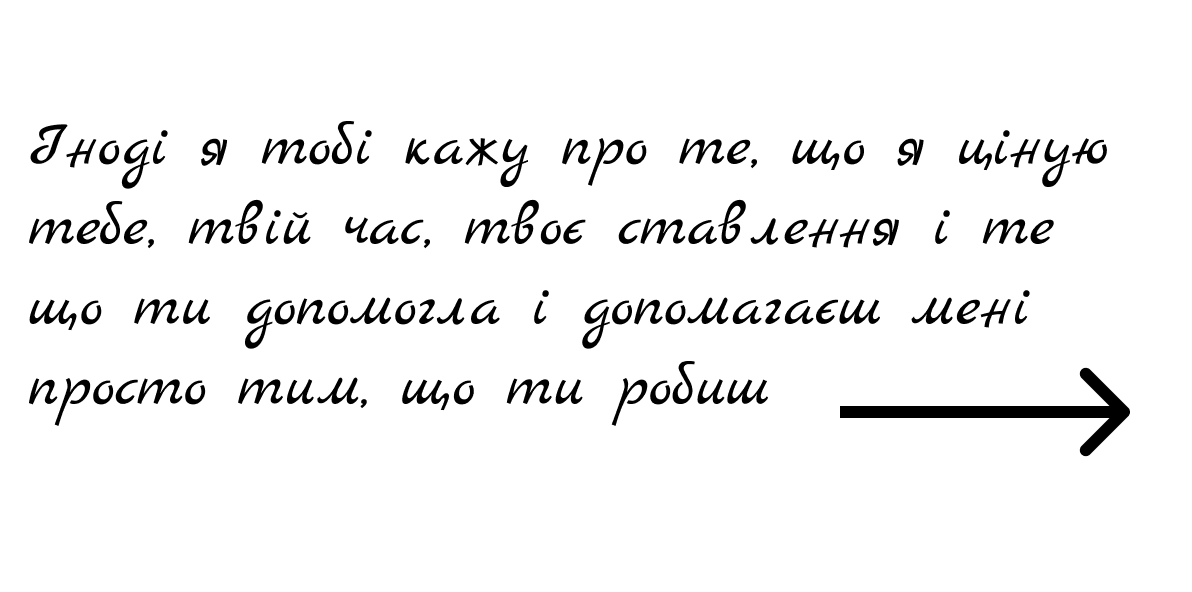 Іноді я тобі кажу про те, що я ціную
тебе, твій час, твоє ставлення і те
що ти допомогла і допомагаєш мені
просто тим, що ти робиш